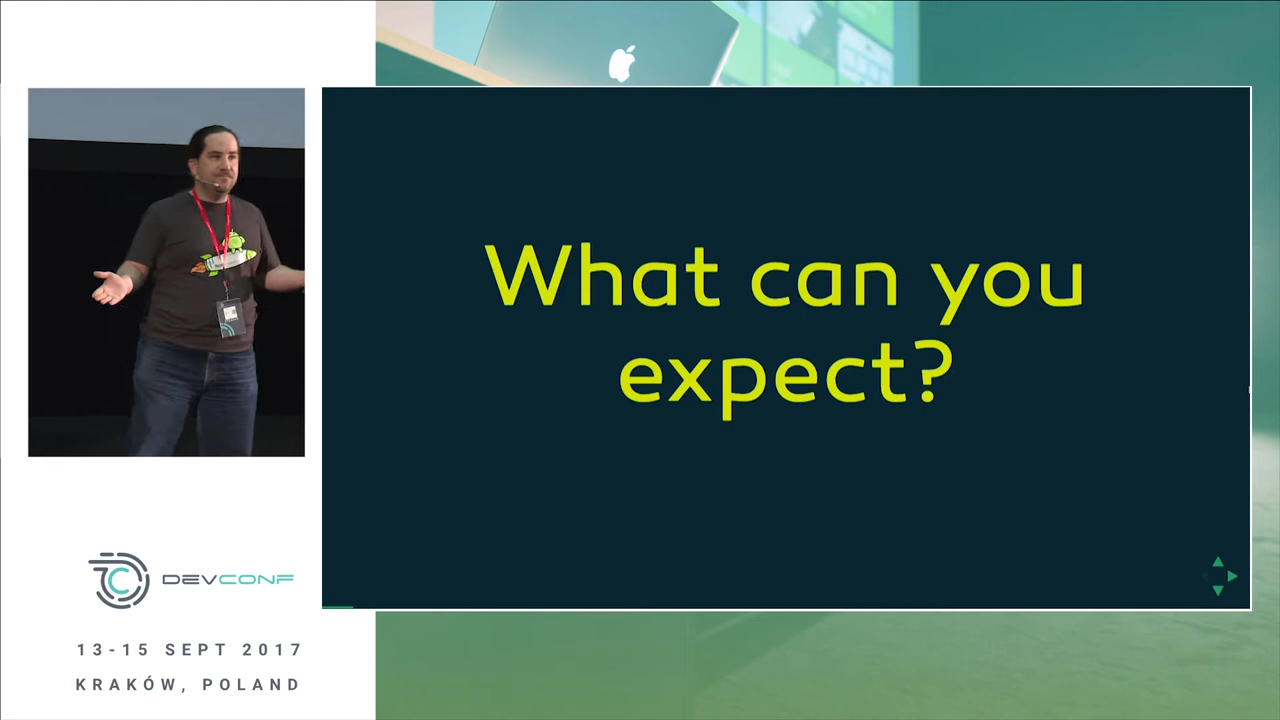 What can you
expect?
DEVCONF
13-15 SEPT 2017
KRAKÓW, POLAND